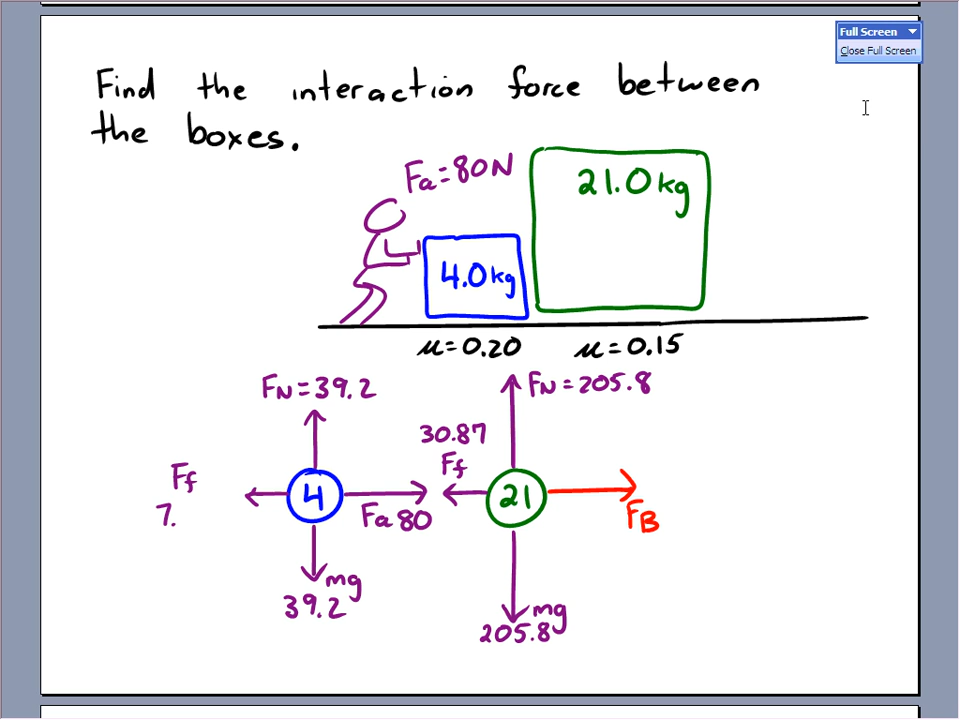 Full Screen
Close Full Screen
Find the interaction force between
the boxes.
Fa=80N
21.0kg
4.0kg
μ=0.20 μ=0.15
FN=39.2
FN=205.8
30.87
Ff
Ff
4
21
7.
Fa 80
FB
mg
39.2
mg
205.8